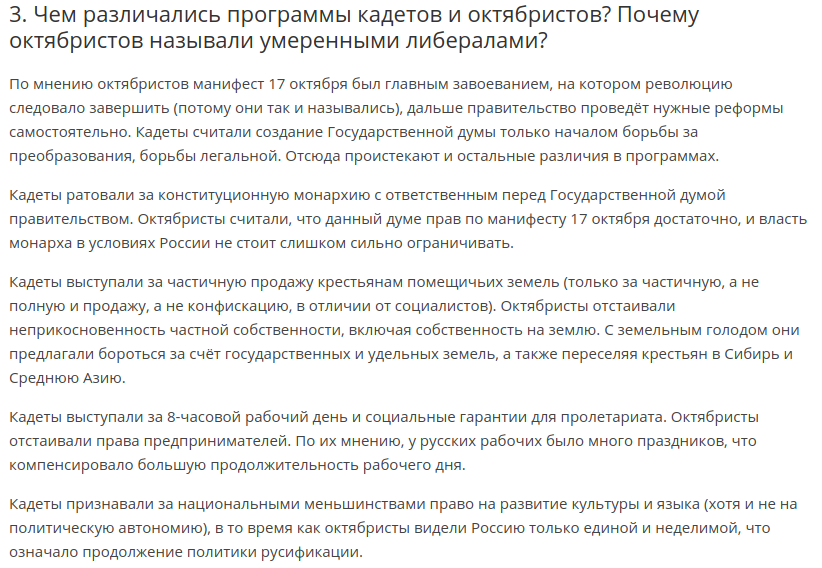 3. Чем различались программы кадетов и октябристов? Почему
октябристов называли умеренными либералами?
По мнению октябристов манифест 17 октября был главным завоеванием, на котором революцию
следовало завершить (потому они так и назывались), дальше правительство проведёт нужные реформы
самостоятельно. Кадеты считали создание Государственной думы только началом борьбы за
преобразования, борьбы легальной. Отсюда проистекают и остальные различия в программах.
Кадеты ратовали за конституционную монархию с ответственным перед Государственной думой
правительством. Октябристы считали, что данный думе прав по манифесту 17 октября достаточно, и власть
монарха в условиях России не стоит слишком сильно ограничивать.
Кадеты выступали за частичную продажу крестьянам помещичьих земель (только за частичную, а не
полную и продажу, а не конфискацию, в отличии от социалистов). Октябристы отстаивали
неприкосновенность частной собственности, включая собственность на землю. С земельным голодом они
предлагали бороться за счёт государственных и удельных земель, а также переселяя крестьян в Сибирь и
Среднюю Азию.
Кадеты выступали за 8-часовой рабочий день и социальные гарантии для пролетариата. Октябристы
отстаивали права предпринимателей. По их мнению, у русских рабочих было много праздников, что
компенсировало большую продолжительность рабочего дня.
Кадеты признавали за национальными меньшинствами право на развитие культуры и языка (хотя и не на
политическую автономию), в то время как октябристы видели Россию только единой и неделимой, что
означало продолжение политики русификации.